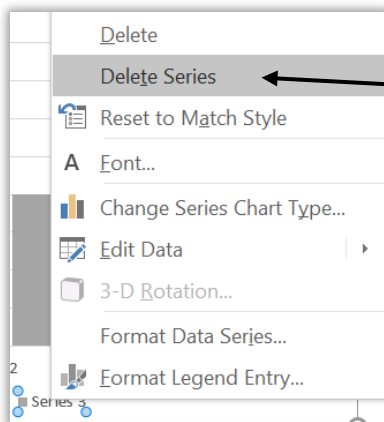 Delete
Delete Series
Reset to Match Style
A Font...
Change Series Chart Type...
Edit Data
3-D Rotation...
Format Data Series...
2
Format Legend Entry...
Series 3